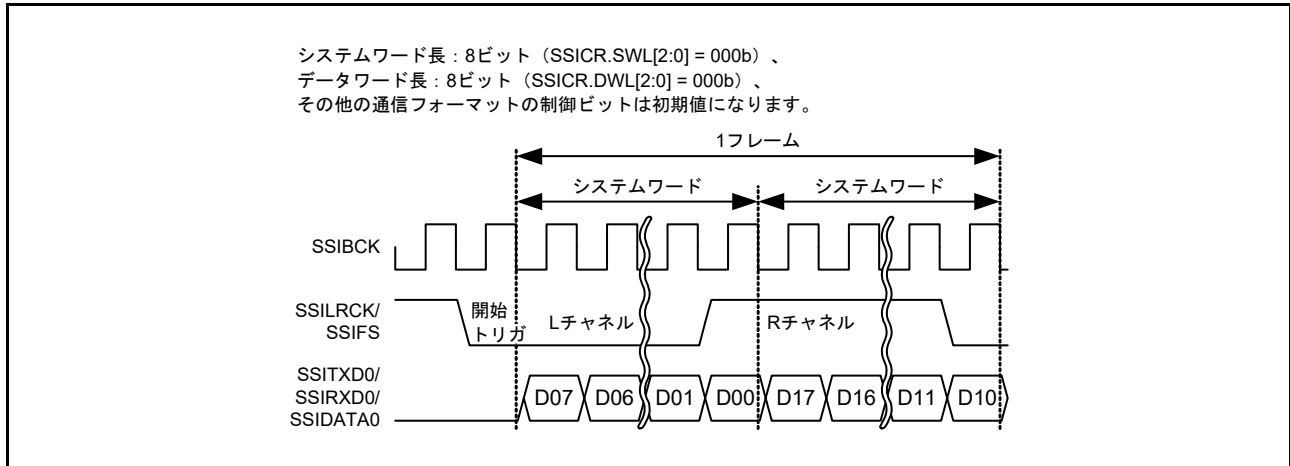 システムワード長：8ビット（SSICR.SWL[2:0] = 000b）、
データワード長：8ビット（SSICR.DWL[2:0] = 000b）、
その他の通信フォーマットの制御ビットは初期値になります。
1フレーム
システムワード システムワード
SSIBCK
SSILRCK/
SSIFS
開始
トリガ
Lチャネル
Rチャネル
SSITXD0/
SSIRXD0/
SSIDATA0
D07 D06 D01 D00 D17 D16 D11 D10